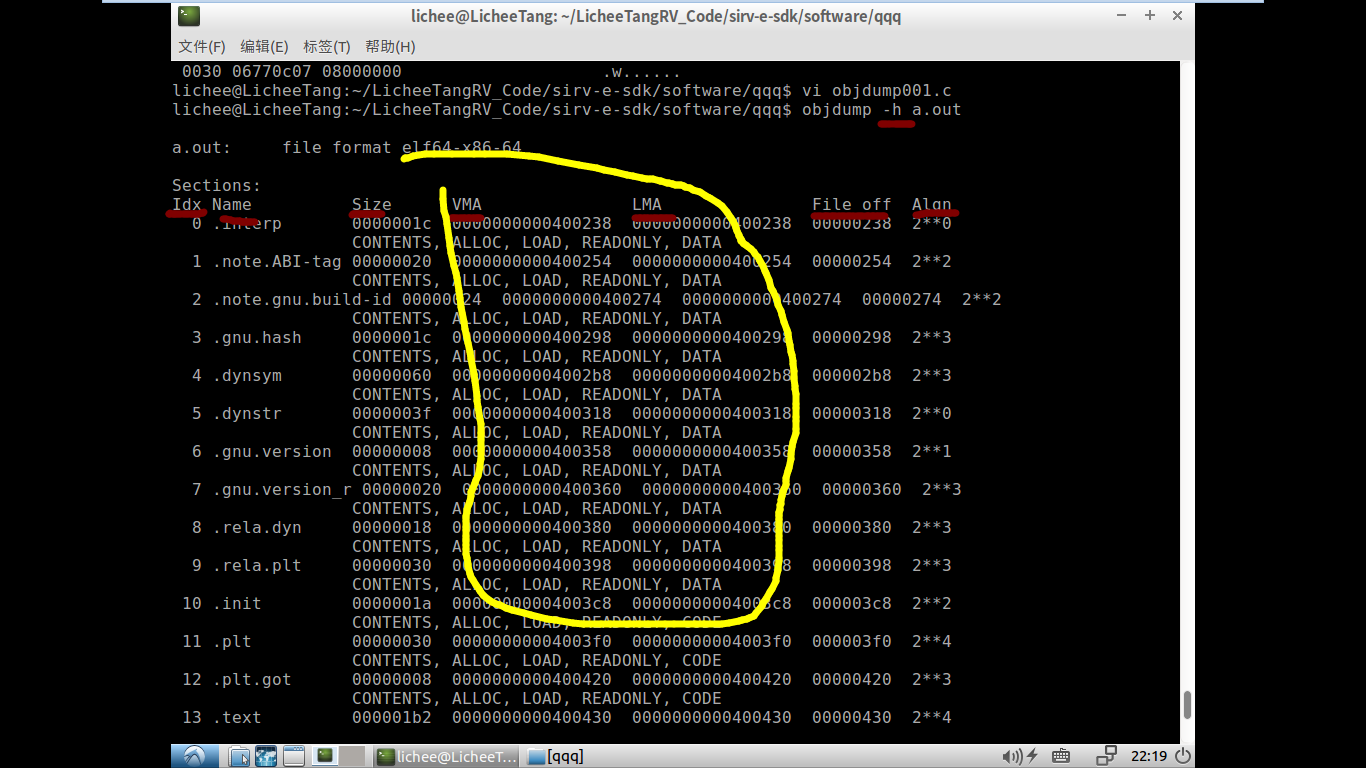 lichee@LicheeTang: ~/LicheeTangRV_Code/sirv-e-sdk/software/qqq
文件(F) 编辑(E) 标签(T) 帮助(H)
0030 06770c07 08000000 .w......
lichee@LicheeTang:~/LicheeTangRV_Code/sirv-e-sdk/software/qqq$ vi objdump001.c
lichee@LicheeTang:~/LicheeTangRV_Code/sirv-e-sdk/software/qqq$ objdump -h a.out
a.out: file format elf64-x86-64
Sections:
Idx Name Size VMA LMA File off Algn
0 .interp 0000001c 0000000000400238 0000000000400238 00000238 2**0
CONTENTS, ALLOC, LOAD, READONLY, DATA
1 .note.ABI-tag 00000020 0000000000400254 0000000000400254 00000254 2**2
CONTENTS, ALLOC, LOAD, READONLY, DATA
2 .note.gnu.build-id 00000024 0000000000400274 0000000000400274 00000274 2**2
CONTENTS, ALLOC, LOAD, READONLY, DATA
3 .gnu.hash 0000001c 0000000000400298 0000000000400298 00000298 2**3
CONTENTS, ALLOC, LOAD, READONLY, DATA
4 .dynsym 00000060 00000000004002b8 00000000004002b8 000002b8 2**3
CONTENTS, ALLOC, LOAD, READONLY, DATA
5 .dynstr 0000003f 0000000000400318 0000000000400318 00000318 2**0
CONTENTS, ALLOC, LOAD, READONLY, DATA
6 .gnu.version 00000008 0000000000400358 0000000000400358 00000358 2**1
CONTENTS, ALLOC, LOAD, READONLY, DATA
7 .gnu.version_r 00000020 0000000000400360 0000000000400360 00000360 2**3
CONTENTS, ALLOC, LOAD, READONLY, DATA
8 .rela.dyn 00000018 0000000000400380 0000000000400380 00000380 2**3
CONTENTS, ALLOC, LOAD, READONLY, DATA
9 .rela.plt 00000030 0000000000400398 0000000000400398 00000398 2**3
CONTENTS, ALLOC, LOAD, READONLY, DATA
10 .init 0000001a 00000000004003c8 00000000004003c8 000003c8 2**2
CONTENTS, ALLOC, LOAD, READONLY, CODE
11 .plt 00000030 00000000004003f0 00000000004003f0 000003f0 2**4
CONTENTS, ALLOC, LOAD, READONLY, CODE
12 .plt.got 00000008 0000000000400420 0000000000400420 00000420 2**3
CONTENTS, ALLOC, LOAD, READONLY, CODE
13 .text 000001b2 0000000000400430 0000000000400430 00000430 2**4
lichee@LicheeT... [qqq] 22:19